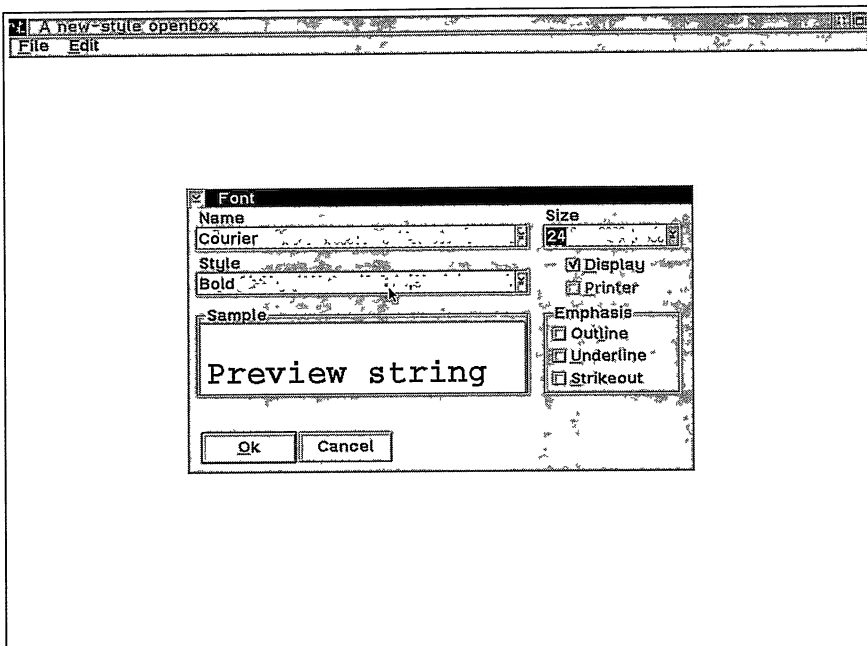 A new-style openbox
File Edit
Font
Name
Courier
Size
24
Style
Bold
Display
Printer
Sample
Preview string
Emphasis
Outline
Underline
Strikeout
Ok Cancel